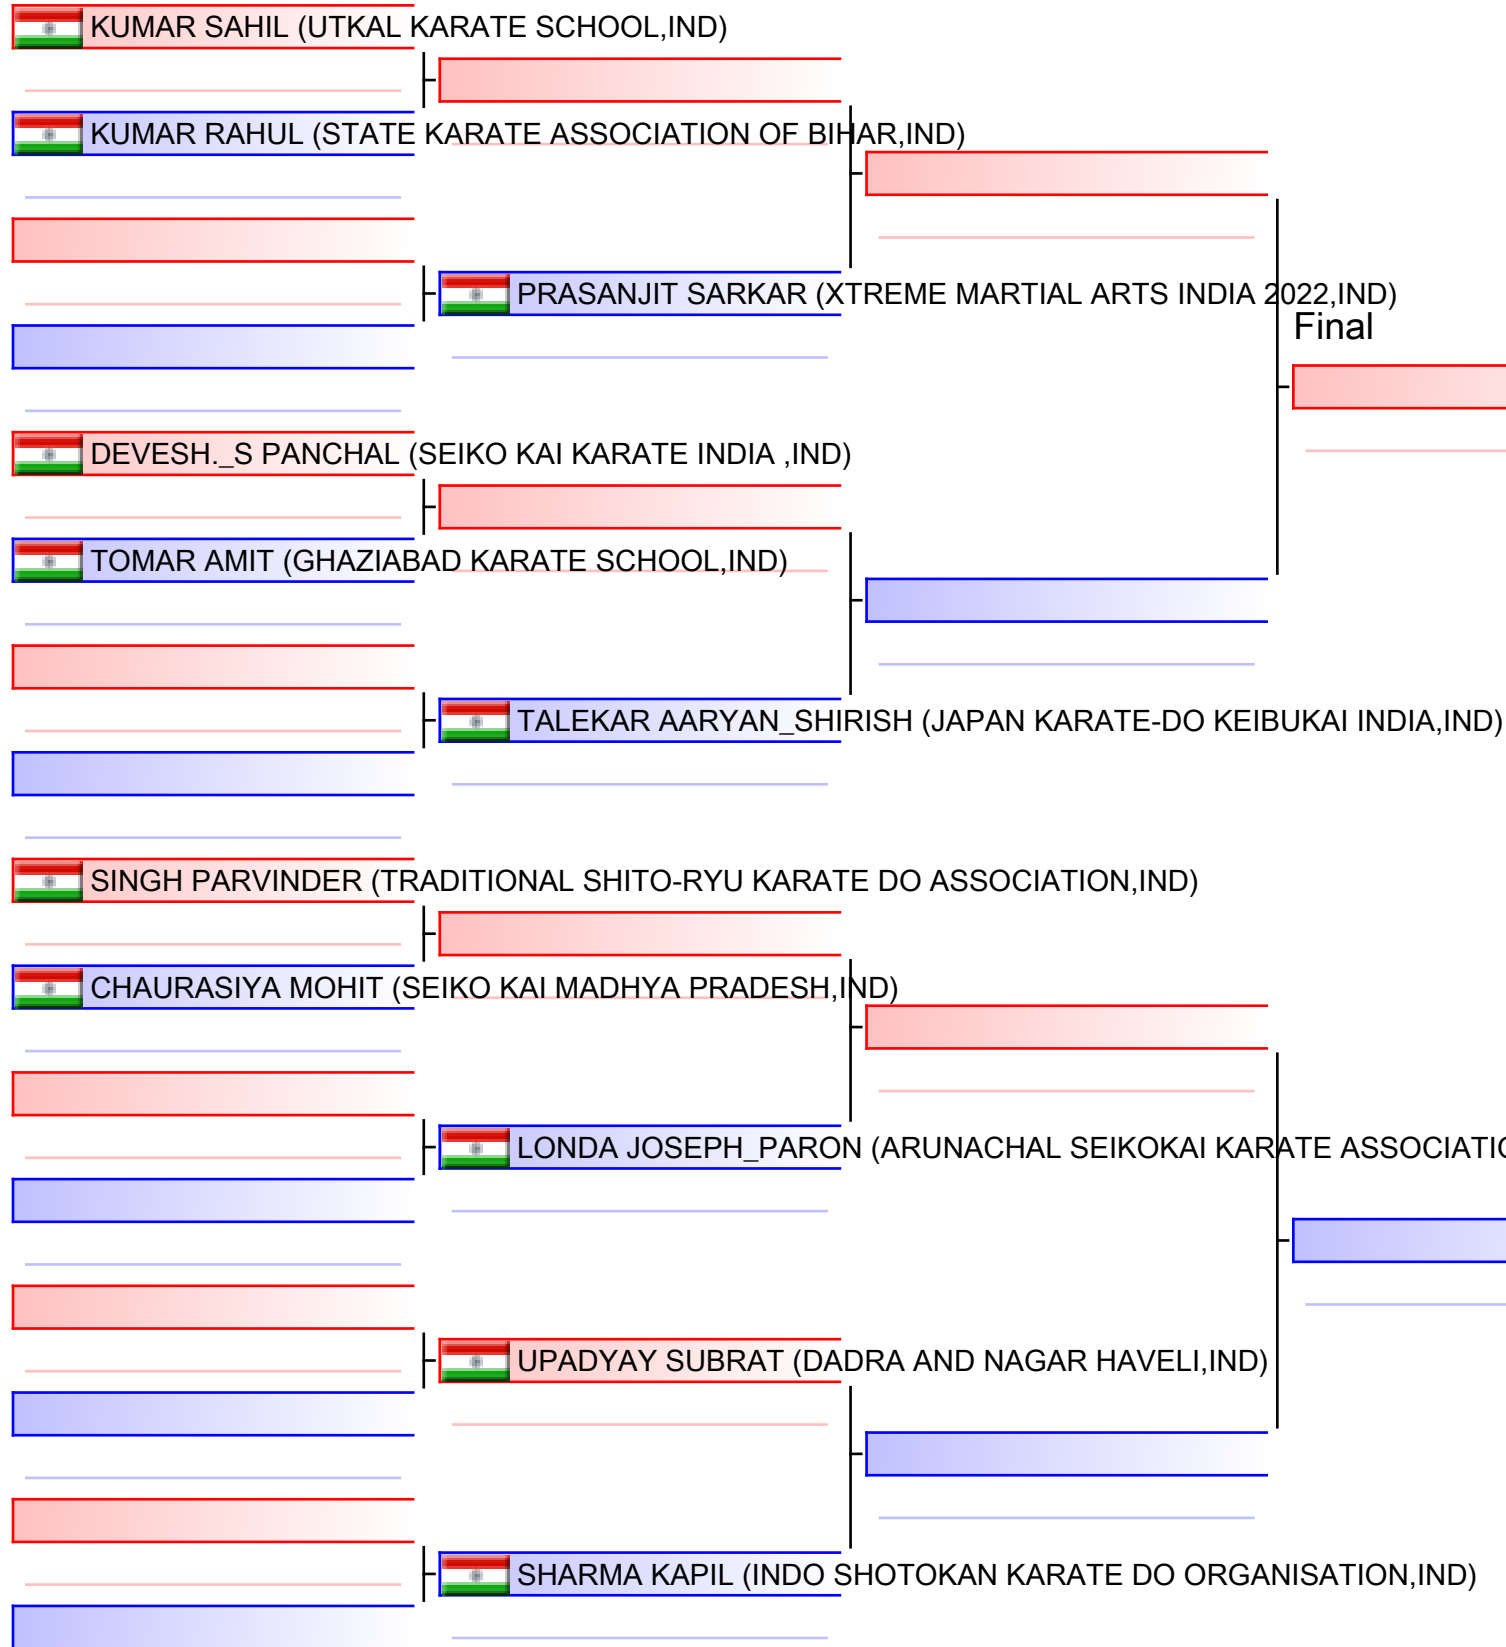 KUMAR SAHIL (UTKAL KARATE SCHOOL,IND)
KUMAR RAHUL (STATE KARATE ASSOCIATION OF BIHAR,IND)
PRASANJIT SARKAR (XTREME MARTIAL ARTS INDIA 2022,IND)
Final
DEVESH._S PANCHAL (SEIKO KAI KARATE INDIA ,IND)
TOMAR AMIT (GHAZIABAD KARATE SCHOOL,IND)
TALEKAR AARYAN_SHIRISH (JAPAN KARATE-DO KEIBUKAI INDIA,IND)
SINGH PARVINDER (TRADITIONAL SHITO-RYU KARATE DO ASSOCIATION,IND)
CHAURASIYA MOHIT (SEIKO KAI MADHYA PRADESH,IND)
LONDA JOSEPH_PARON (ARUNACHAL SEIKOKAI KARATE
UPADYAY SUBRAT (DADRA AND NAGAR HAVELI,IND)
SHARMA KAPIL (INDO SHOTOKAN KARATE DO ORGANISATION,IND)